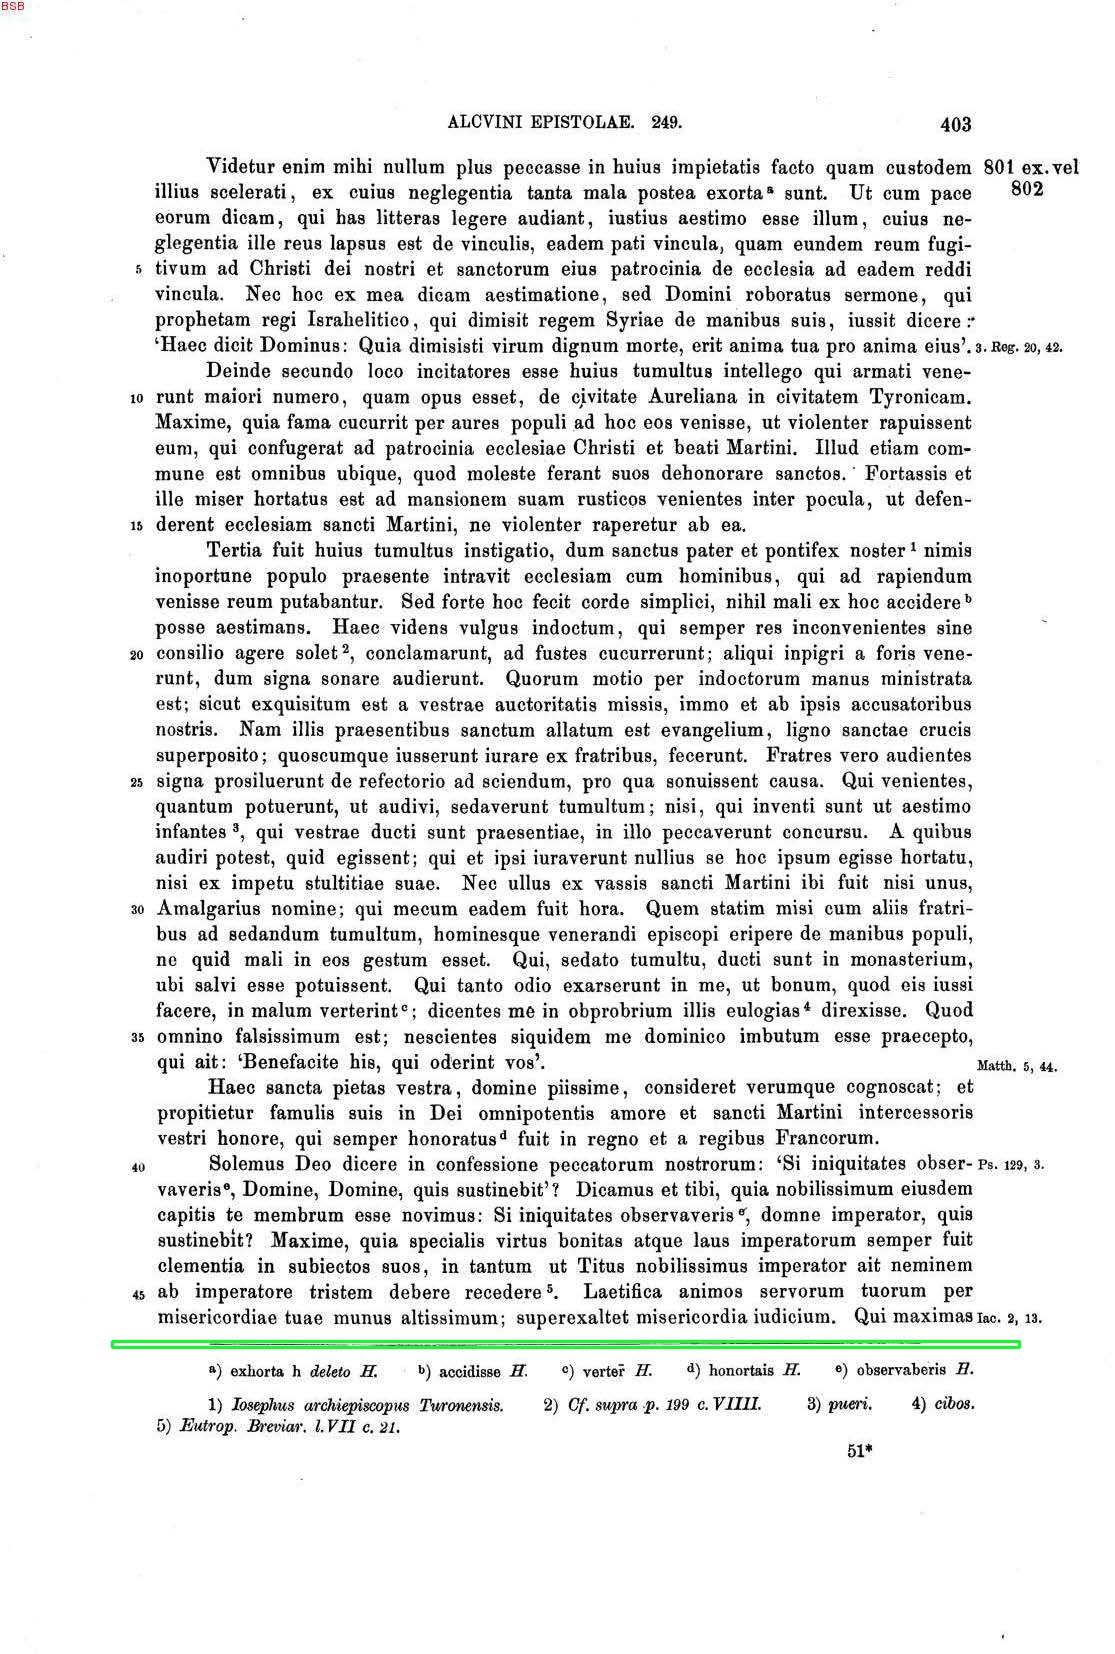 BSB
ALCVINI EPISTOLAE. 249. 403
Videtur enim mihi nullum plus peccasse in huius impietatis facto quam custodem 801 ex. vel
illius scelerati, ex cuius neglegentia tanta mala postea exorta ᵃ sunt. Ut cum pace 802
eorum dicam, qui has litteras legere audiant, iustius aestimo esse illum, cuius ne-
glegentia ille reus lapsus est de vinculis, eadem pati vincula, quam eundem reum fugi-
5 tivum ad Christi dei nostri et sanctorum eius patrocinia de ecclesia ad eadem reddi
vincula. Nec hoc ex mea dicam aestimatione, sed Domini roboratus sermone, qui
prophetam regi Israhelitico, qui dimisit regem Syriae de manibus suis, iussit dicere:
‘Haec dicit Dominus: Quia dimisisti virum dignum morte, erit anima tua pro anima eius’. 3. Reg. 20, 42.
Deinde secundo loco incitatores esse huius tumultus intellego qui armati vene-
10 runt maiori numero, quam opus esset, de civitate Aureliana in civitatem Tyronicam.
Maxime, quia fama cucurrit per aures populi ad hoc eos venisse, ut violenter rapuissent
eum, qui confugerat ad patrocinia ecclesiae Christi et beati Martini. Illud etiam com-
mune est omnibus ubique, quod moleste ferant suos dehonorare sanctos. Fortassis et
ille miser hortatus est ad mansionem suam rusticos venientes inter pocula, ut defen-
15 derent ecclesiam sancti Martini, ne violenter raperetur ab ea.
Tertia fuit huius tumultus instigatio, dum sanctus pater et pontifex noster ¹ nimis
inoportune populo praesente intravit ecclesiam cum hominibus, qui ad rapiendum
venisse reum putabantur. Sed forte hoc fecit corde simplici, nihil mali ex hoc accidere ᵇ
posse aestimans. Haec videns vulgus indoctum, qui semper res inconvenientes sine
20 consilio agere solet ², conclamarunt, ad fustes cucurrerunt; aliqui inpigri a foris vene-
runt, dum signa sonare audierunt. Quorum motio per indoctorum manus ministrata
est; sicut exquisitum est a vestrae auctoritatis missis, immo et ab ipsis accusatoribus
nostris. Nam illis praesentibus sanctum allatum est evangelium, ligno sanctae crucis
superposito; quoscumque iusserunt iurare ex fratribus, fecerunt. Fratres vero audientes
25 signa prosiluerunt de refectorio ad sciendum, pro qua sonuissent causa. Qui venientes,
quantum potuerunt, ut audivi, sedaverunt tumultum; nisi, qui inventi sunt ut aestimo
infantes ³, qui vestrae ducti sunt praesentiae, in illo peccaverunt concursu. A quibus
audiri potest, quid egissent; qui et ipsi iuraverunt nullius se hoc ipsum egisse hortatu,
nisi ex impetu stultitiae suae. Nec ullus ex vassis sancti Martini ibi fuit nisi unus,
30 Amalgarius nomine; qui mecum eadem fuit hora. Quem statim misi cum aliis fratri-
bus ad sedandum tumultum, hominesque venerandi episcopi eripere de manibus populi,
ne quid mali in eos gestum esset. Qui, sedato tumultu, ducti sunt in monasterium,
ubi salvi esse potuissent. Qui tanto odio exarserunt in me, ut bonum, quod eis iussi
facere, in malum verterint ᶜ; dicentes me in obprobrium illis eulogias ⁴ direxisse. Quod
35 omnino falsissimum est; nescientes siquidem me dominico imbutum esse praecepto,
qui ait: ‘Benefacite his, qui oderint vos’. Matth. 5, 44.
Haec sancta pietas vestra, domine piissime, consideret verumque cognoscat; et
propitietur famulis suis in Dei omnipotentis amore et sancti Martini intercessoris
vestri honore, qui semper honoratus ᵈ fuit in regno et a regibus Francorum.
40 Solemus Deo dicere in confessione peccatorum nostrorum: ‘Si iniquitates obser- Ps. 129, 3.
vaveris ᵉ, Domine, Domine, quis sustinebit’? Dicamus et tibi, quia nobilissimum eiusdem
capitis te membrum esse novimus: Si iniquitates observaveris ᵉ, domne imperator, quis
sustinebit? Maxime, quia specialis virtus bonitas atque laus imperatorum semper fuit
clementia in subiectos suos, in tantum ut Titus nobilissimus imperator ait neminem
45 ab imperatore tristem debere recedere ⁵. Laetifica animos servorum tuorum per
misericordiae tuae munus altissimum; superexaltet misericordia iudicium. Qui maximas Iac. 2, 13.
a) exhorta h deleto H. b) accidisse H. c) verter̄ H. d) honortais H. e) observaberis H.
1) Iosephus archiepiscopus Turonensis. 2) Cf. supra p. 199 c. VIIII. 3) pueri. 4) cibos.
5) Eutrop. Breviar. l. VII c. 21.
51*